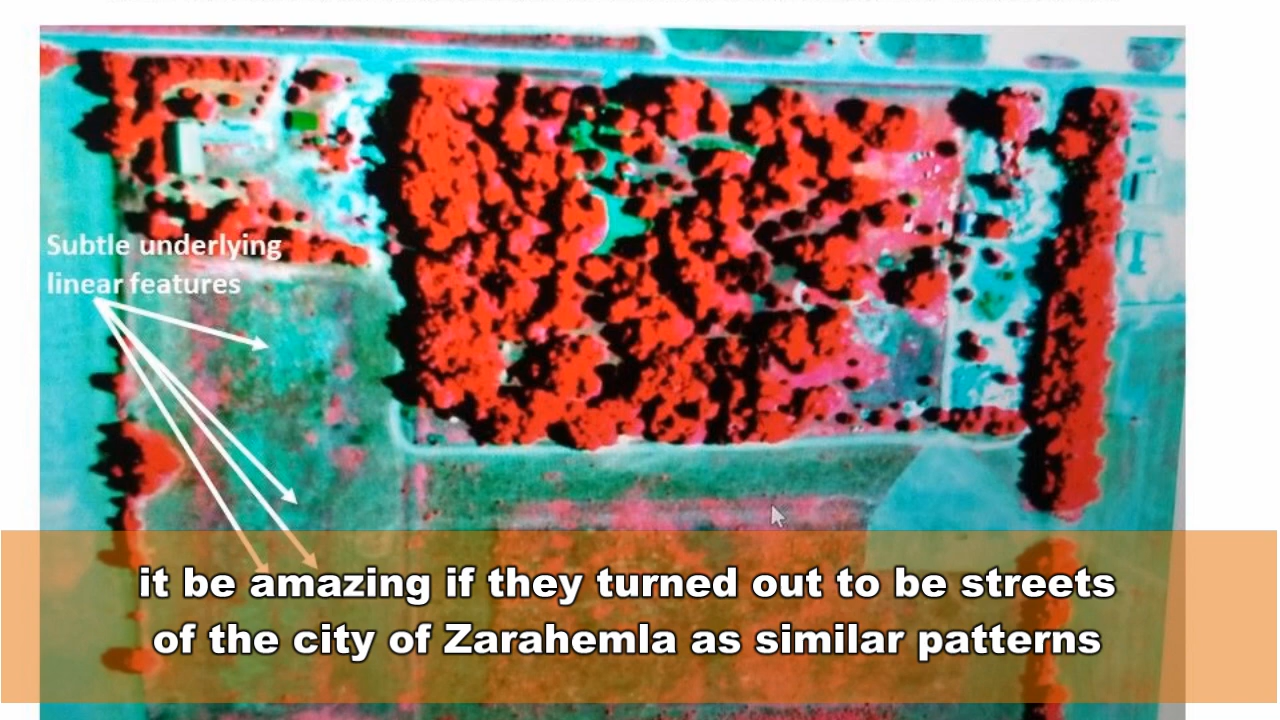 Subtle underlying
linear features
it be amazing if they turned out to be streets
of the city of Zarahemla as similar patterns